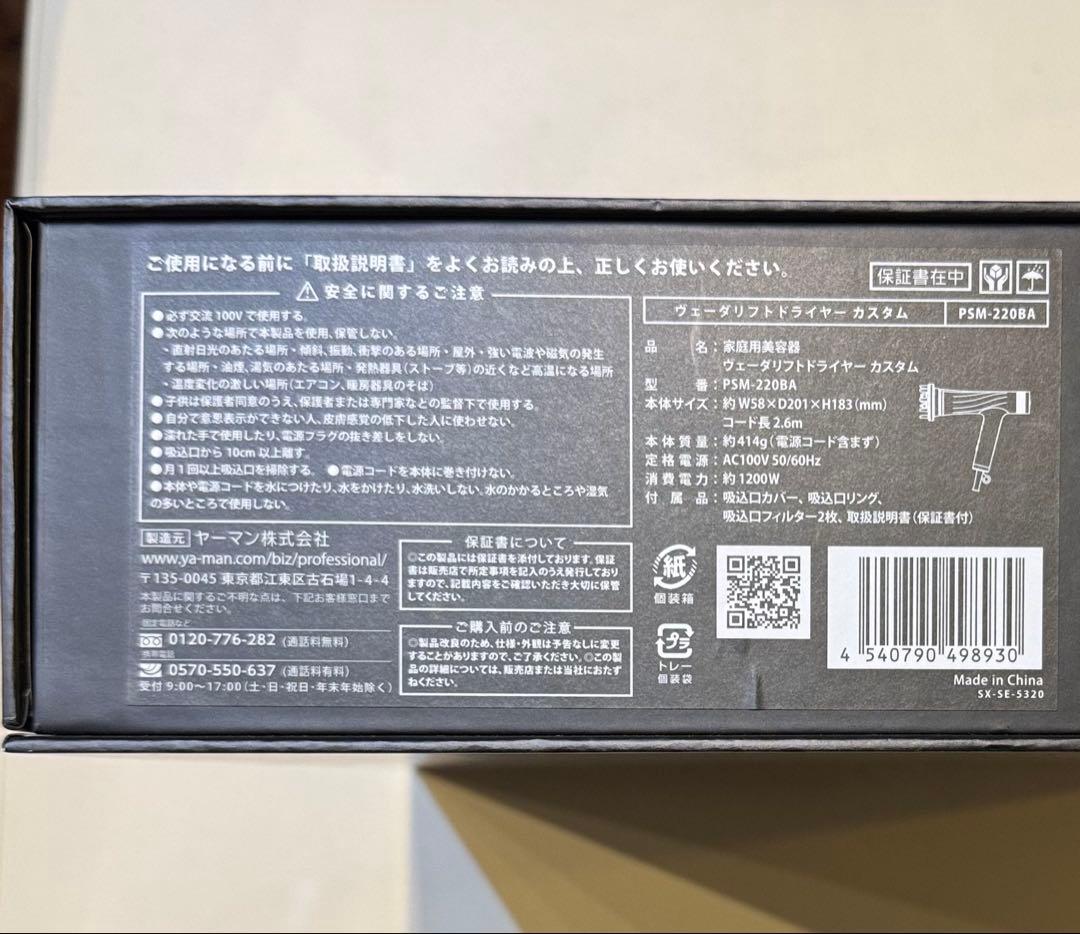 ご使用になる前に「取扱説明書」をよくお読みの上、正しくお使いください。
保証書在中
安全に関するご注意
●必ず交流100Vで使用する。
●次のような場所で本製品を使用、保管しない。
・直射日光のあたる場所・傾斜、振動、衝撃のある場所・屋外・強い電波や磁気の発生
する場所・油煙、湯気のあたる場所・発熱器具(ストーブ等)の近くなど高温になる場所
・温度変化の激しい場所(エアコン、暖房器具のそば)
●子供は保護者同意のうえ、保護者または専門家などの監督下で使用する。
●自分で意思表示ができない人、皮膚感覚の低下した人に使わせない。
●濡れた手で使用したり、電源プラグの抜き差しをしない。
●吸込口から10cm以上離す。
●月1回以上吸込口を掃除する。 ●電源コードを本体に巻き付けない。
●本体や電源コードを水につけたり、水をかけたり、水洗いしない。水のかかるところや湿気
の多いところで使用しない。
製造元 ヤーマン株式会社
www.ya-man.com/biz/professional/
〒135-0045 東京都江東区古石場1-4-4
本製品に関するご不明な点は、下記お客様窓口まで
お問合せください。
固定電話など
0120-776-282 (通話料無料)
携帯電話
0570-550-637 (通話料有料)
受付 9:00〜17:00(土・日・祝日・年末年始除く)
保証書について
◎この製品には保証書を添付しております。保証
書は販売店で所定事項を記入のうえ発行しており
ますので、記載内容をご確認いただき大切に保管
してください。
ご購入前のご注意
◎製品改良のため、仕様・外観は予告なしに変更
することがありますので、ご了承ください。◎この製
品の詳細については、販売店または当社におたず
ねください。
ヴェーダリフトドライヤー カスタム PSM-220BA
品名:家庭用美容器
ヴェーダリフトドライヤー カスタム
型番:PSM-220BA
本体サイズ:約W58×D201×H183(mm)
コード長2.6m
本体質量:約414g(電源コード含まず)
定格電源:AC100V 50/60Hz
消費電力:約1200W
付属品:吸込口カバー、吸込口リング、
吸込口フィルター2枚、取扱説明書(保証書付)
紙
個装箱
プラ
トレー
個装袋
4 540790 498930
Made in China
SX-SE-5320